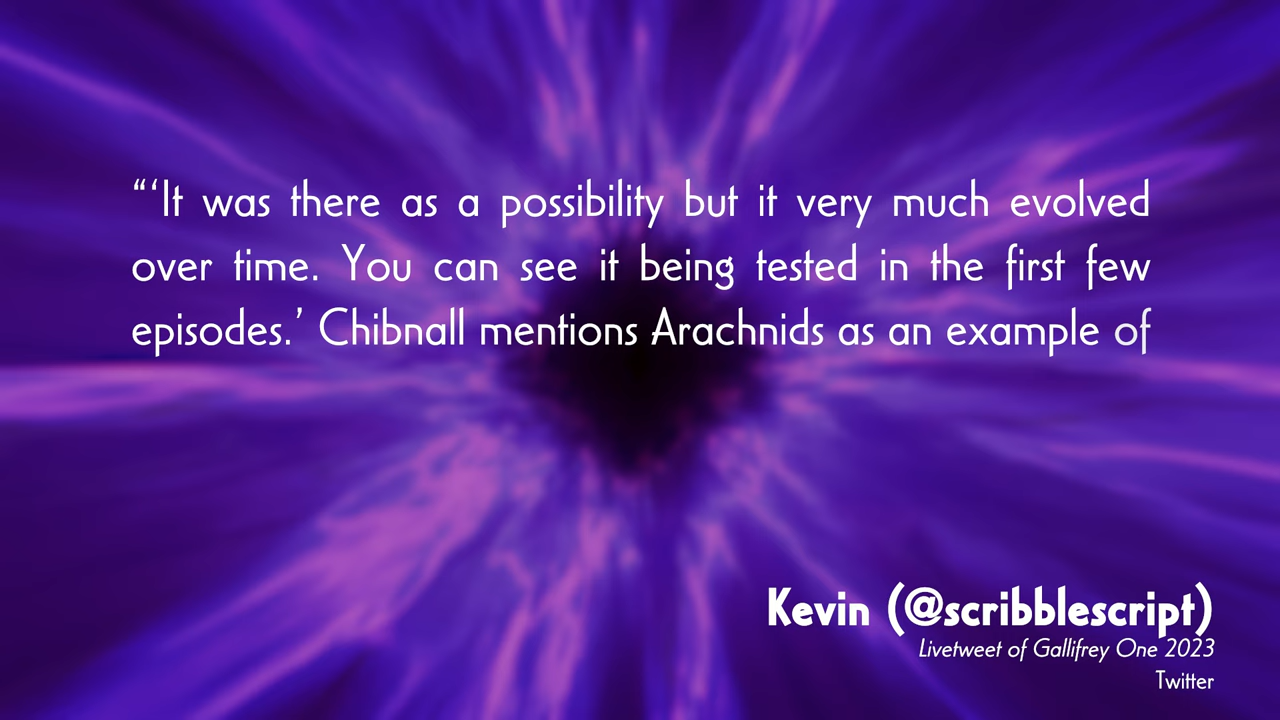 “‘It was there as a possibility but it very much evolved
over time. You can see it being tested in the first few
episodes.’ Chibnall mentions Arachnids as an example of
Kevin (@scribblescript)
Livetweet of Gallifrey One 2023
Twitter